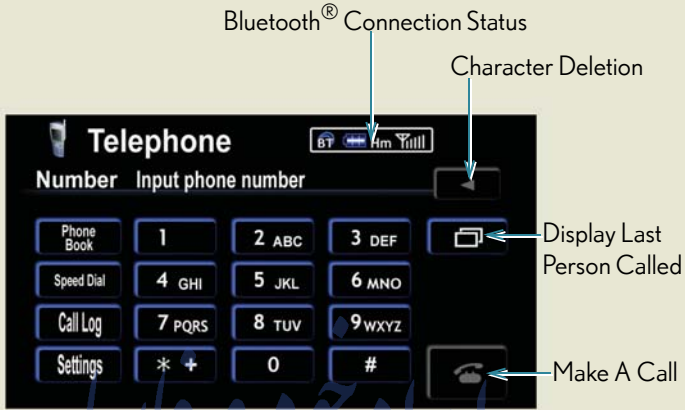 Bluetooth® Connection Status
Character Deletion
Telephone
BT Hm
Number Input phone number
Phone Book 1 2 ABC 3 DEF
Display Last Person Called
Speed Dial 4 GHI 5 JKL 6 MNO
Call Log 7 PQRS 8 TUV 9 WXYZ
Settings * + 0 #
Make A Call